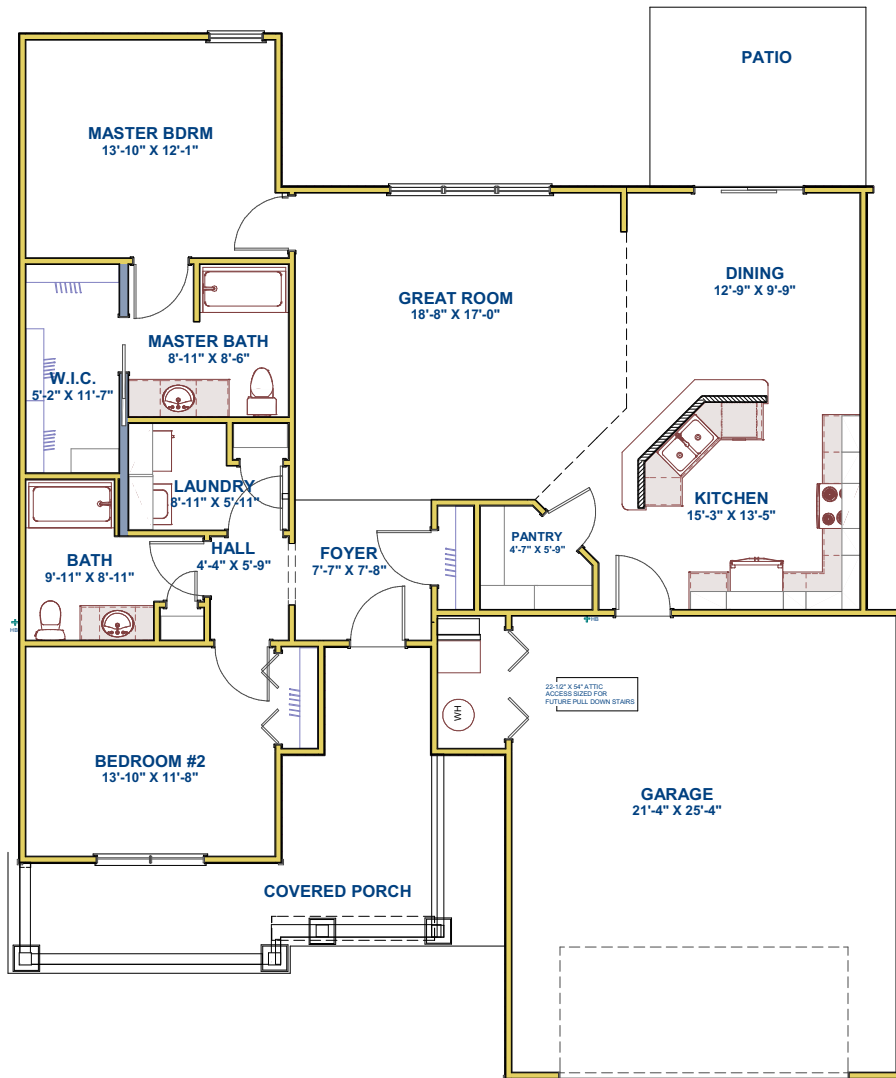 PATIO
MASTER BDRM
13'-10" X 12'-1"
GREAT ROOM
18'-8" X 17'-0"
DINING
12'-9" X 9'-9"
MASTER BATH
8'-11" X 8'-6"
W.I.C.
5'-2" X 11'-7"
LAUNDRY
8'-11" X 5'-11"
KITCHEN
15'-3" X 13'-5"
PANTRY
4'-7" X 5'-9"
HALL
4'-4" X 5'-9"
FOYER
7'-7" X 7'-8"
BATH
9'-11" X 8'-11"
HB
HB
22-1/2" X 54" ATTIC
ACCESS SIZED FOR
FUTURE PULL DOWN STAIRS
WH
BEDROOM #2
13'-10" X 11'-8"
GARAGE
21'-4" X 25'-4"
COVERED PORCH